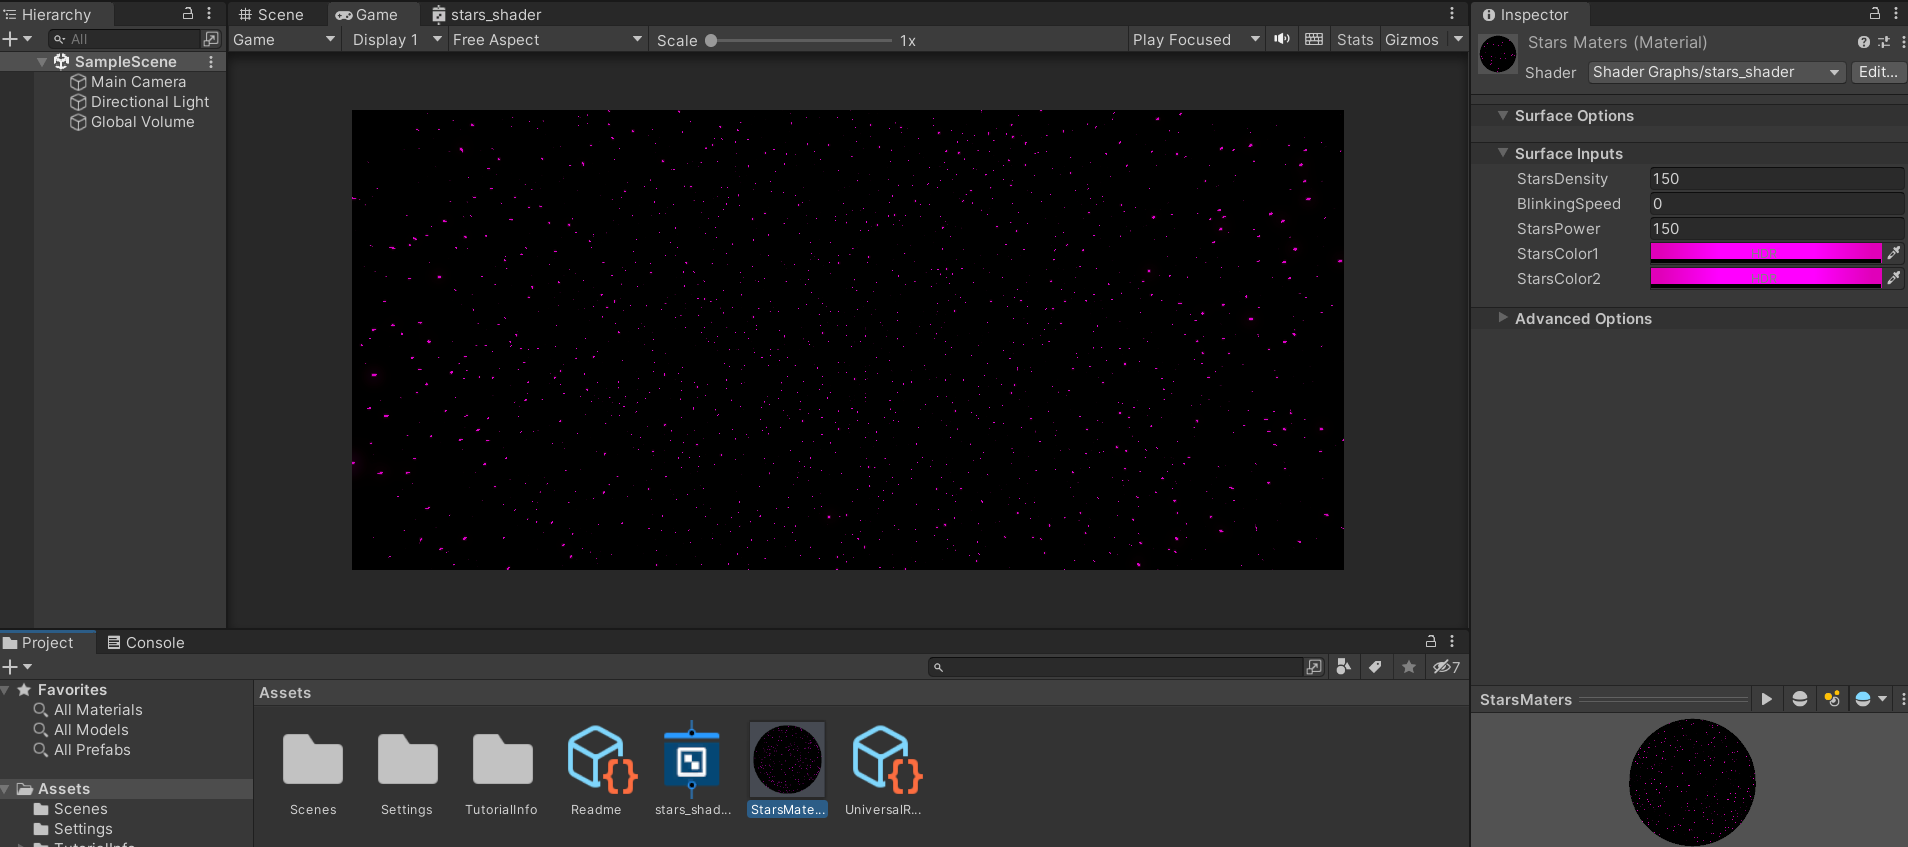 Hierarchy
All
SampleScene
Main Camera
Directional Light
Global Volume
Scene Game stars_shader
Game Display 1 Free Aspect Scale 1x Play Focused Stats Gizmos
Inspector
Stars Maters (Material)
Shader Shader Graphs/stars_shader Edit...
Surface Options
Surface Inputs
StarsDensity 150
BlinkingSpeed 0
StarsPower 150
StarsColor1 HDR
StarsColor2 HDR
Advanced Options
Project Console
7
Favorites
All Materials
All Models
All Prefabs
Assets
Scenes
Settings
TutorialInfo
Assets
Scenes Settings TutorialInfo Readme stars_shad... StarsMate... UniversalR...
StarsMaters